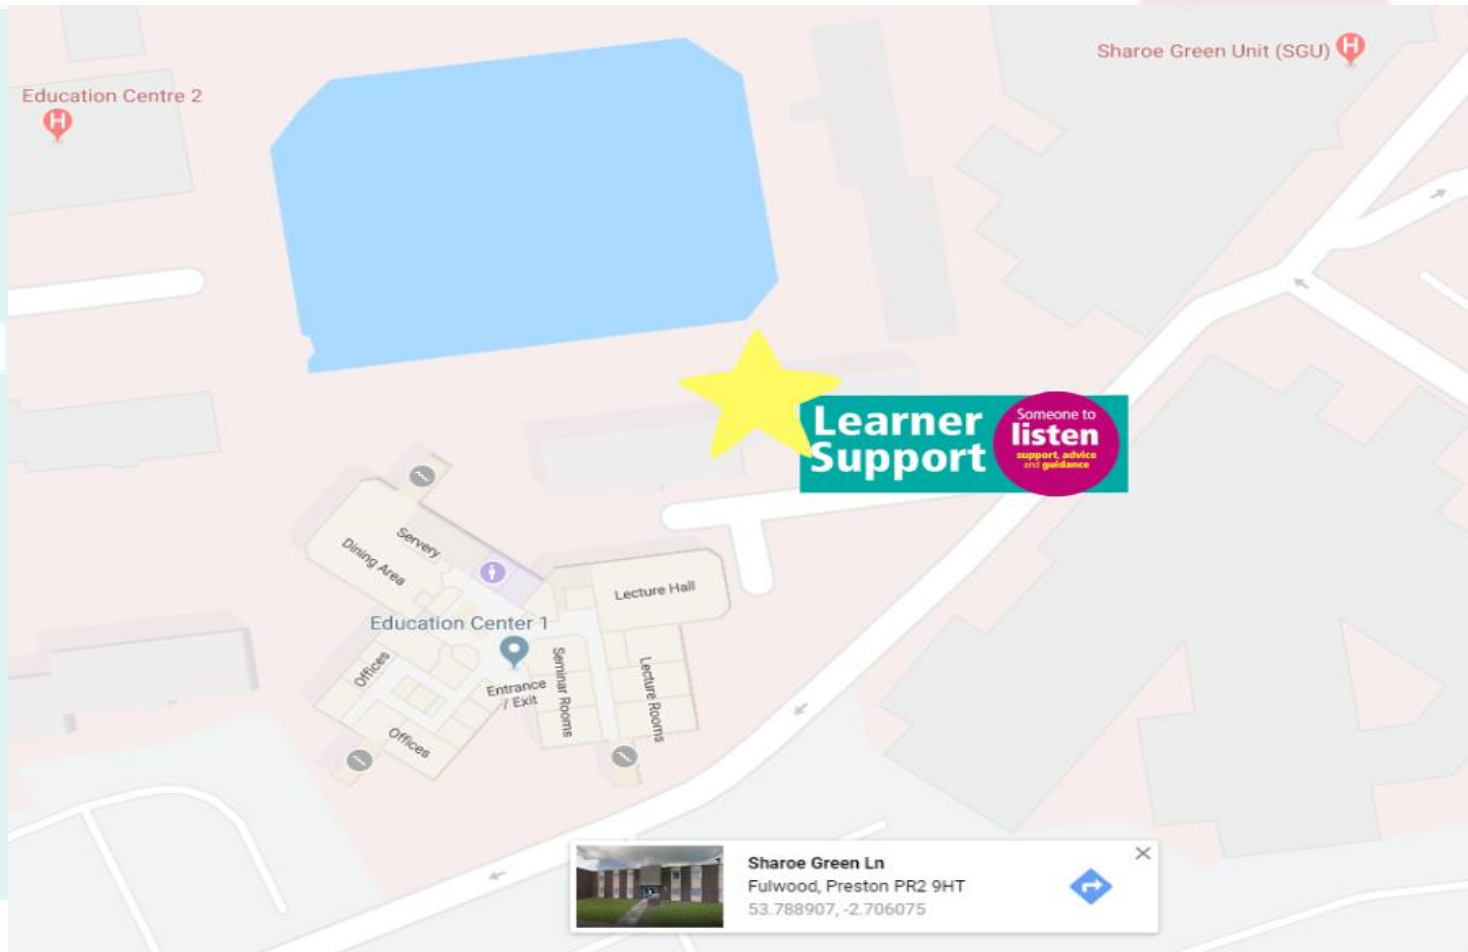 Sharoe Green Unit (SGU)
H
Education Centre 2
H
Learner
Support
Someone to
listen
support, advice
and guidance
Servery
Dining Area
Lecture Hall
Education Center 1
Offices
Entrance
/ Exit
Seminar Rooms
Lecture Rooms
Offices
Sharoe Green Ln
Fulwood, Preston PR2 9HT
53.788907, -2.706075